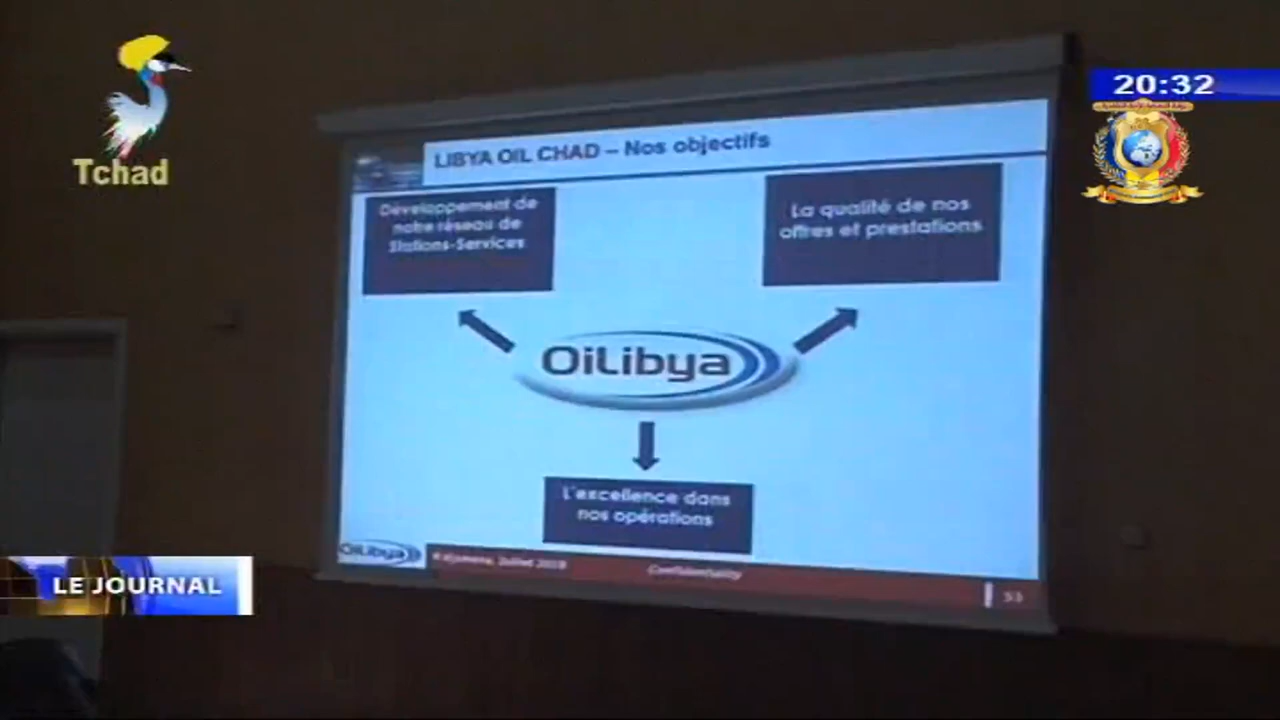 20:32
Tchad
LIBYA OIL CHAD – Nos objectifs
Développement de
notre réseau de
Stations-Services
La qualité de nos
offres et prestations
OiLibya
L'excellence dans
nos opérations
OiLibya
Confidentiality
53
LE JOURNAL